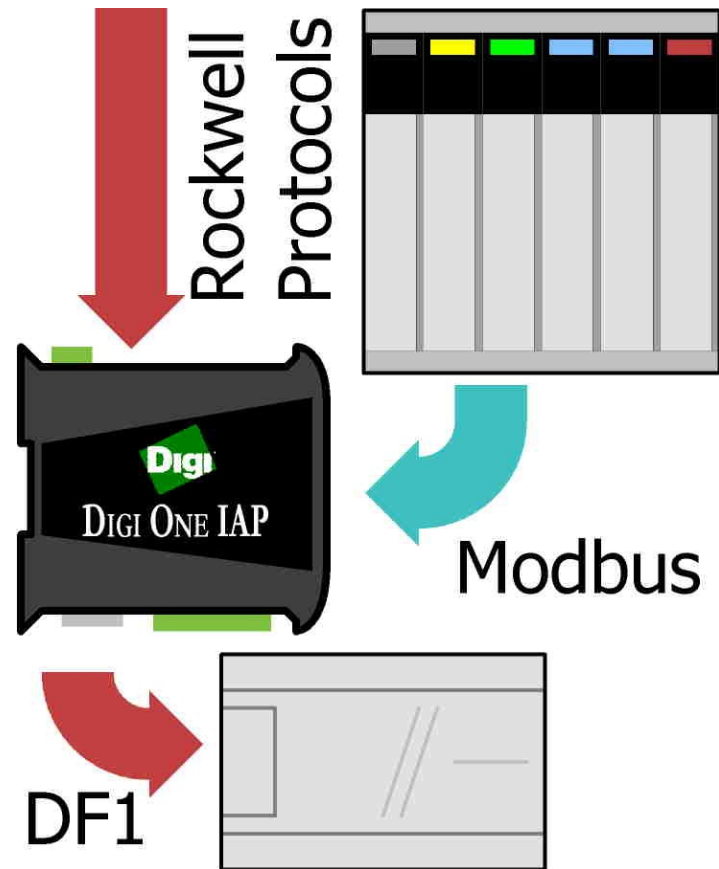 Rockwell
Protocols
Digi
DIGI ONE IAP
Modbus
DF1